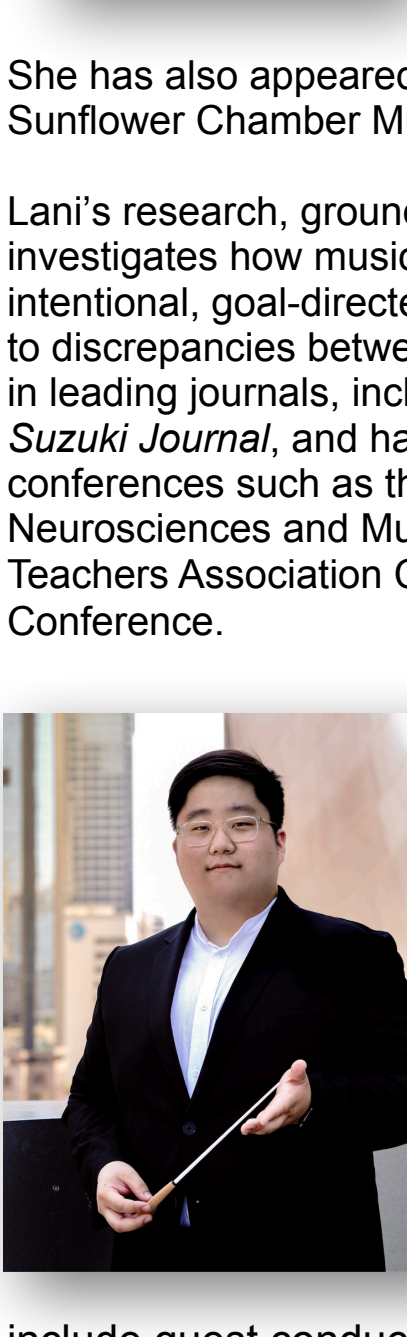 She has also appeared
Sunflower Chamber Mu
Lani’s research, ground
investigates how music
intentional, goal-directe
to discrepancies betwe
in leading journals, incl
Suzuki Journal, and ha
conferences such as th
Neurosciences and Mu
Teachers Association C
Conference.
include guest conduc